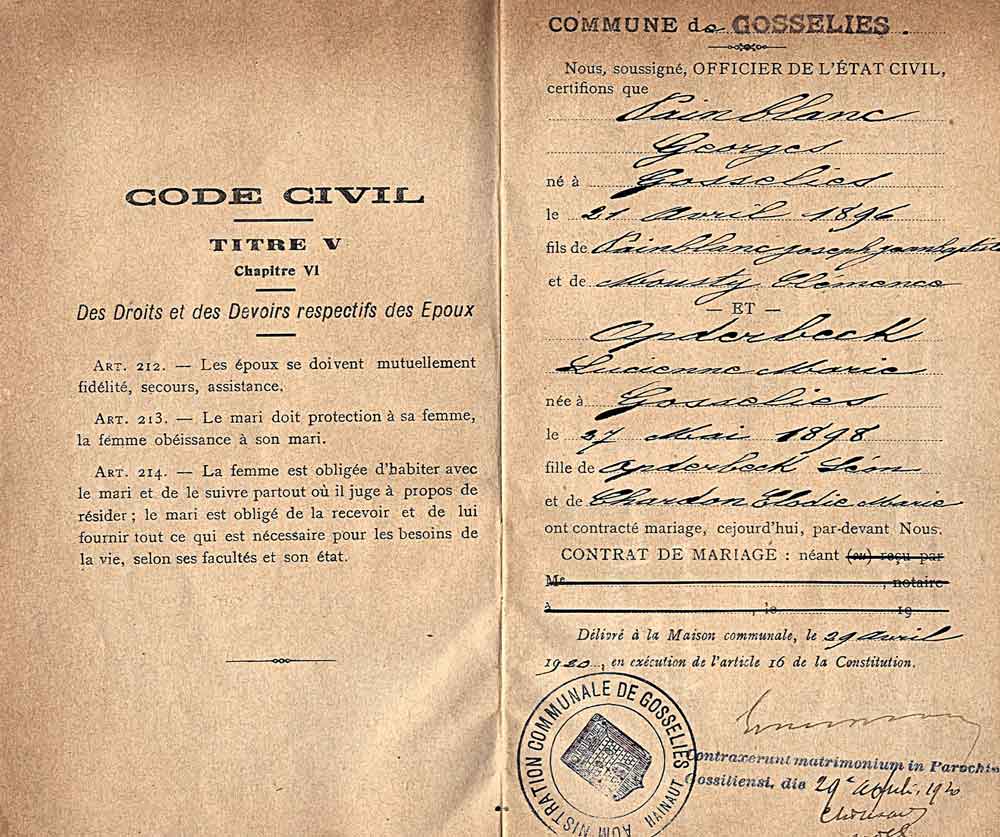 CODE CIVIL
TITRE V
Chapitre VI
Des Droits et des Devoirs respectifs des Epoux
ART. 212. — Les époux se doivent mutuellement
fidélité, secours, assistance.
ART. 213. — Le mari doit protection à sa femme,
la femme obéissance à son mari.
ART. 214. — La femme est obligée d'habiter avec
le mari et de le suivre partout où il juge à propos de
résider ; le mari est obligé de la recevoir et de lui
fournir tout ce qui est nécessaire pour les besoins de
la vie, selon ses facultés et son état.
COMMUNE de GOSSELIES.
Nous, soussigné, OFFICIER DE L'ÉTAT CIVIL,
certifions que
Painblanc
Georges
né à Gosselies
le 21 Avril 1896
fils de Painblanc Joseph
et de Mousty Clémence
— ET —
Opderbeck
Lucienne Marie
née à Gosselies
le 27 Mai 1898
fille de Opderbeck Léon
et de Chardon Elodie Marie
ont contracté mariage, cejourd'hui, par-devant Nous.
CONTRAT DE MARIAGE : néant (ou) reçu par
Me , notaire
à , le 19
Délivré à la Maison communale, le 29 Avril
1920, en exécution de l'article 16 de la Constitution.
ADMINISTRATION COMMUNALE DE GOSSELIES
HAINAUT
Contraxerunt matrimonium in Parochia
Gossiliensi, die 29a Aprili 1920